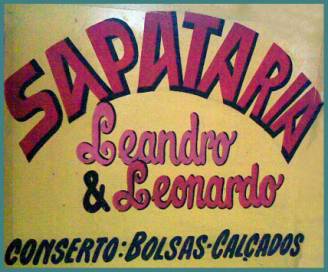 SAPATARIA
Leandro
& Leonardo
CONSERTO: BOLSAS-CALÇADOS